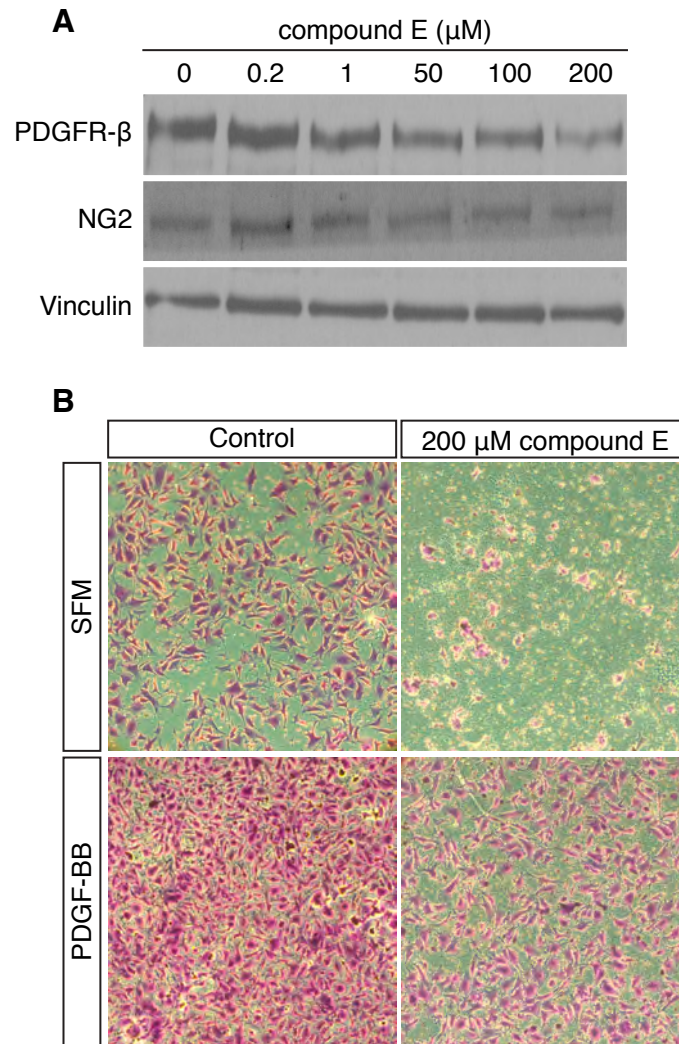 A
compound E (μM)
0 0.2 1 50 100 200
PDGFR-β
NG2
Vinculin
B
Control 200 μM compound E
SFM
PDGF-BB